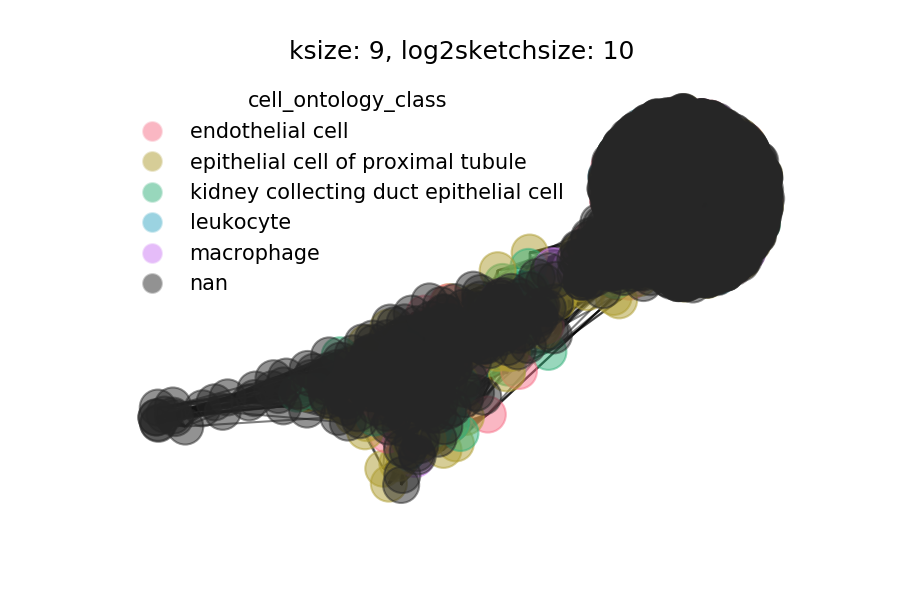 ksize: 9, log2sketchsize: 10
cell_ontology_class
endothelial cell
epithelial cell of proximal tubule
kidney collecting duct epithelial cell
leukocyte
macrophage
nan